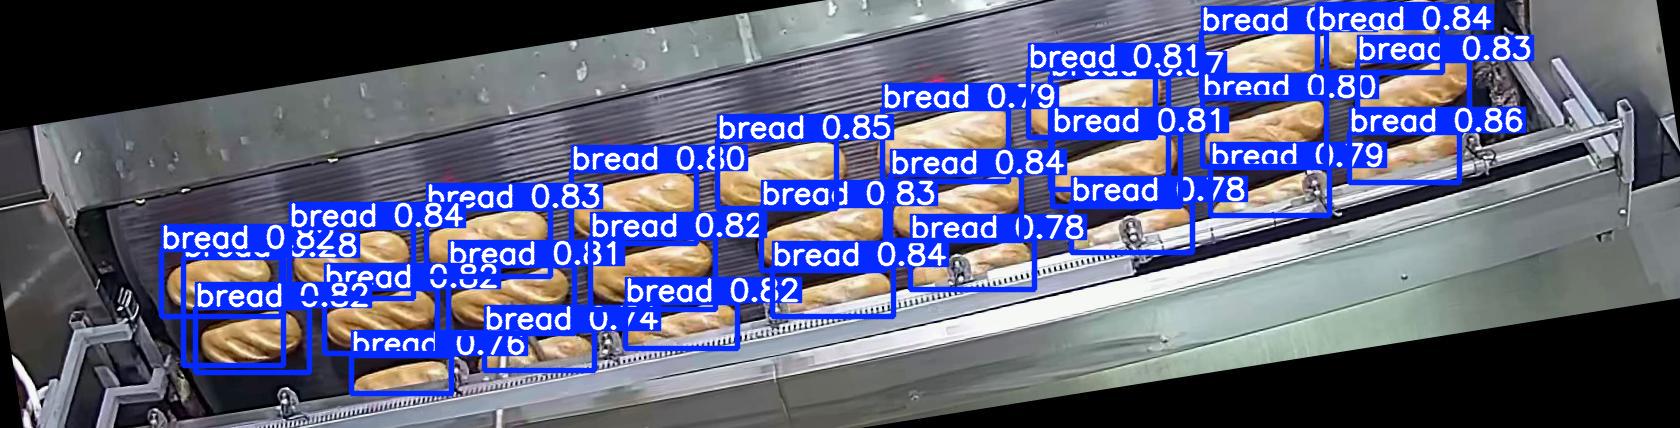 bread 0.84
bread
bread 0.83
bread 0.81
bread 0.80
bread 0.79
bread 0.81
bread 0.86
bread 0.85
bread 0.84
bread 0.79
bread 0.80
bread 0.83
bread 0.78
bread 0.83
bread 0.82
bread 0.78
bread 0.84
bread 0.81
bread 0.84
bread 0.82
bread 0.82
bread 0.82
bread 0.82
bread 0.74
bread 0.76